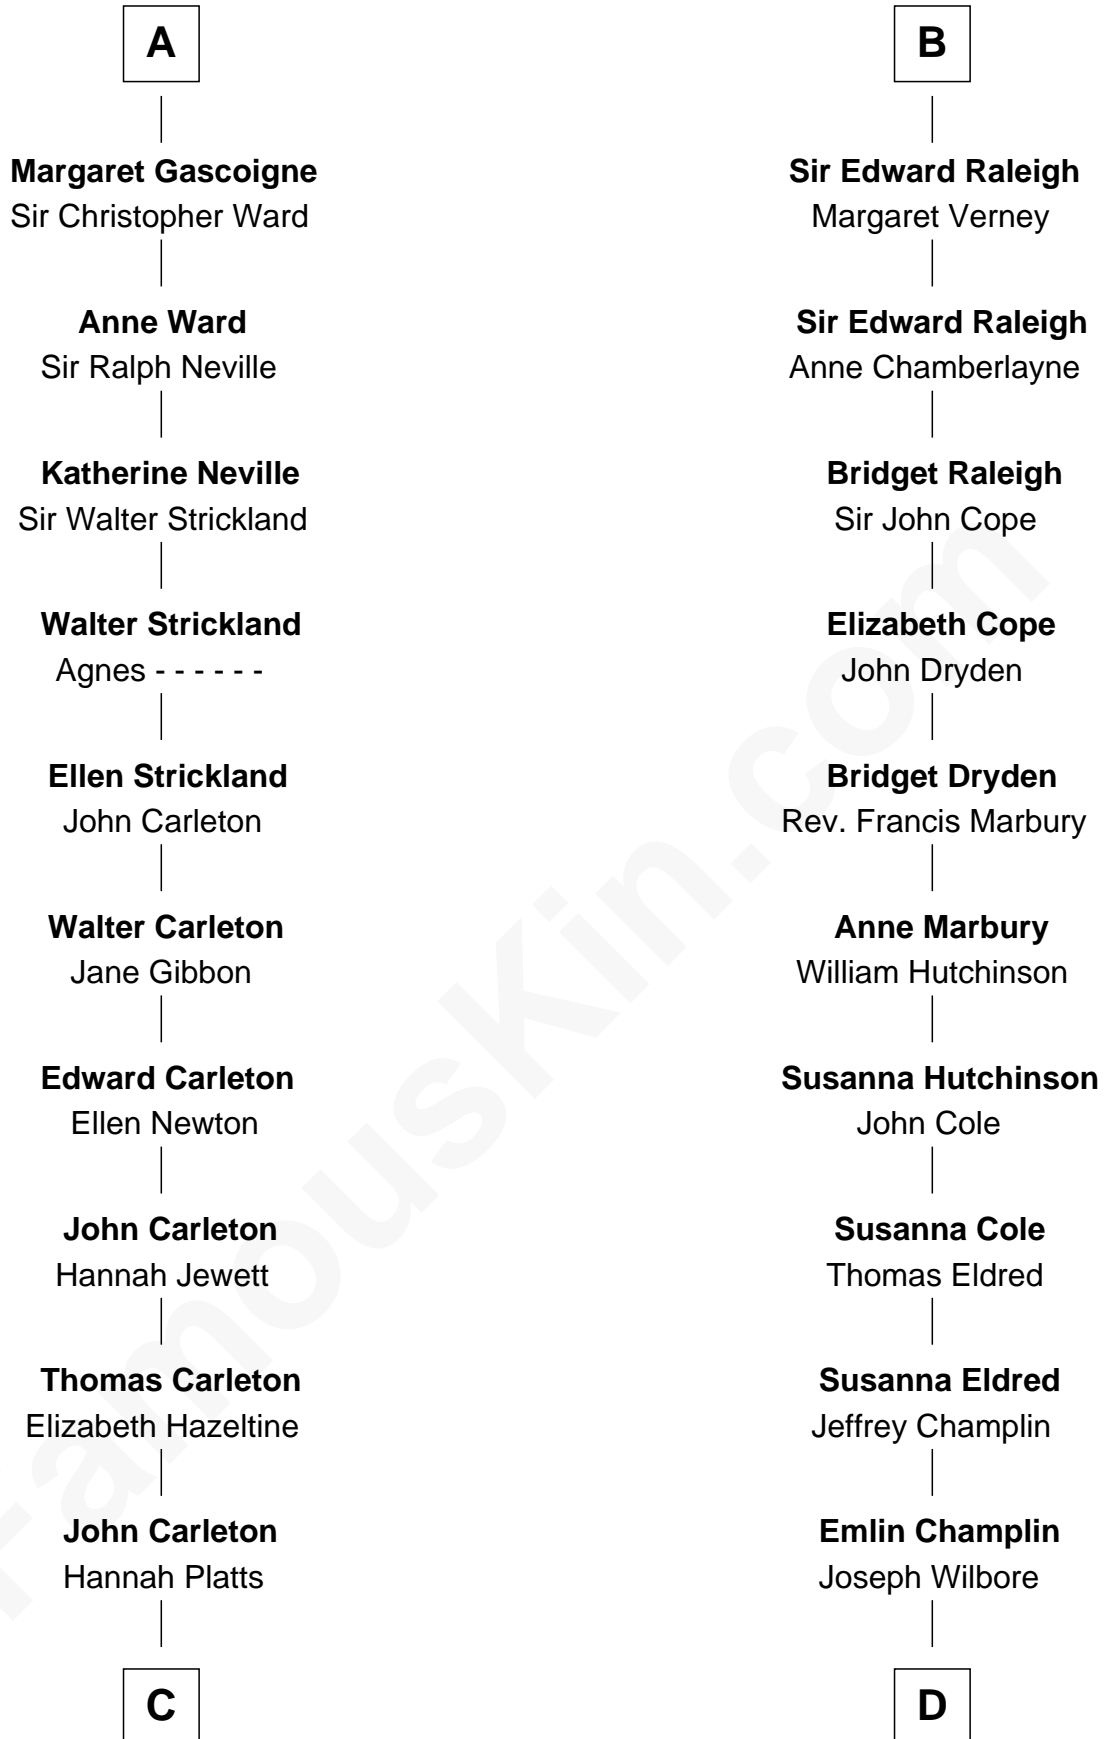 A
Margaret Gascoigne
Sir Christopher Ward
Anne Ward
Sir Ralph Neville
Katherine Neville
Sir Walter Strickland
Walter Strickland
Agnes - - - - - -
Ellen Strickland
John Carleton
Walter Carleton
Jane Gibbon
Edward Carleton
Ellen Newton
John Carleton
Hannah Jewett
Thomas Carleton
Elizabeth Hazeltine
John Carleton
Hannah Platts
C
B
Sir Edward Raleigh
Margaret Verney
Sir Edward Raleigh
Anne Chamberlayne
Bridget Raleigh
Sir John Cope
Elizabeth Cope
John Dryden
Bridget Dryden
Rev. Francis Marbury
Anne Marbury
William Hutchinson
Susanna Hutchinson
John Cole
Susanna Cole
Thomas Eldred
Susanna Eldred
Jeffrey Champlin
Emlin Champlin
Joseph Wilbore
D
FamousKin.com